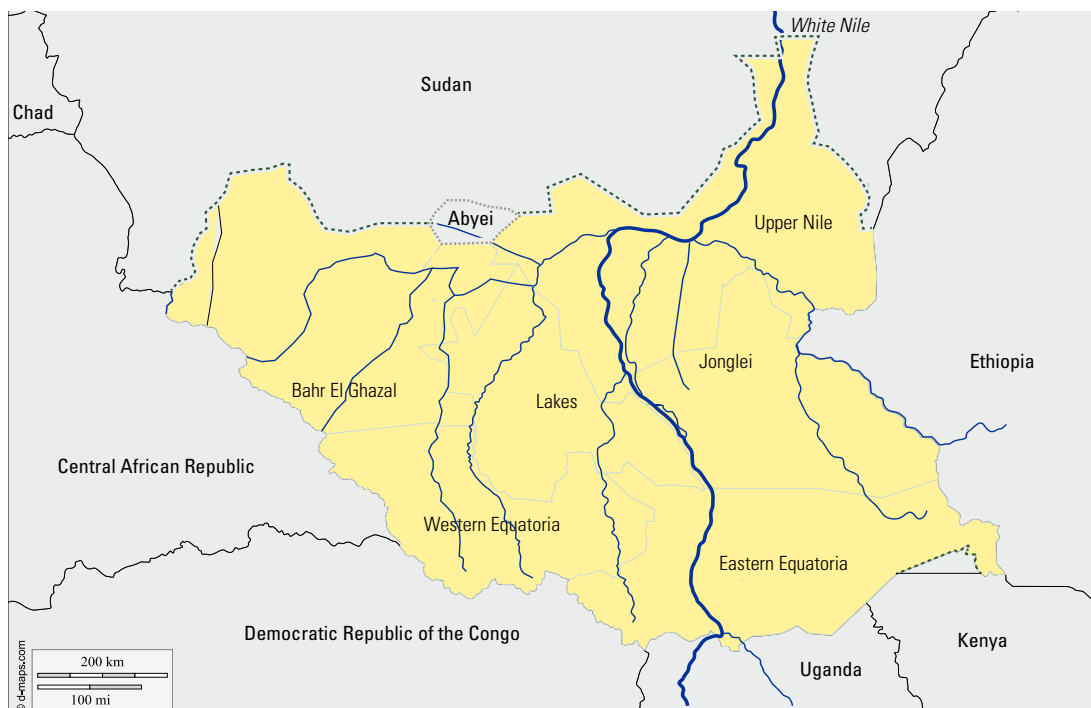 White Nile
Sudan
Chad
Abyei
Upper Nile
Ethiopia
Jonglei
Bahr El Ghazal
Lakes
Central African Republic
Western Equatoria
Eastern Equatoria
Democratic Republic of the Congo
Kenya
Uganda
200 km
100 mi
© d-maps.com